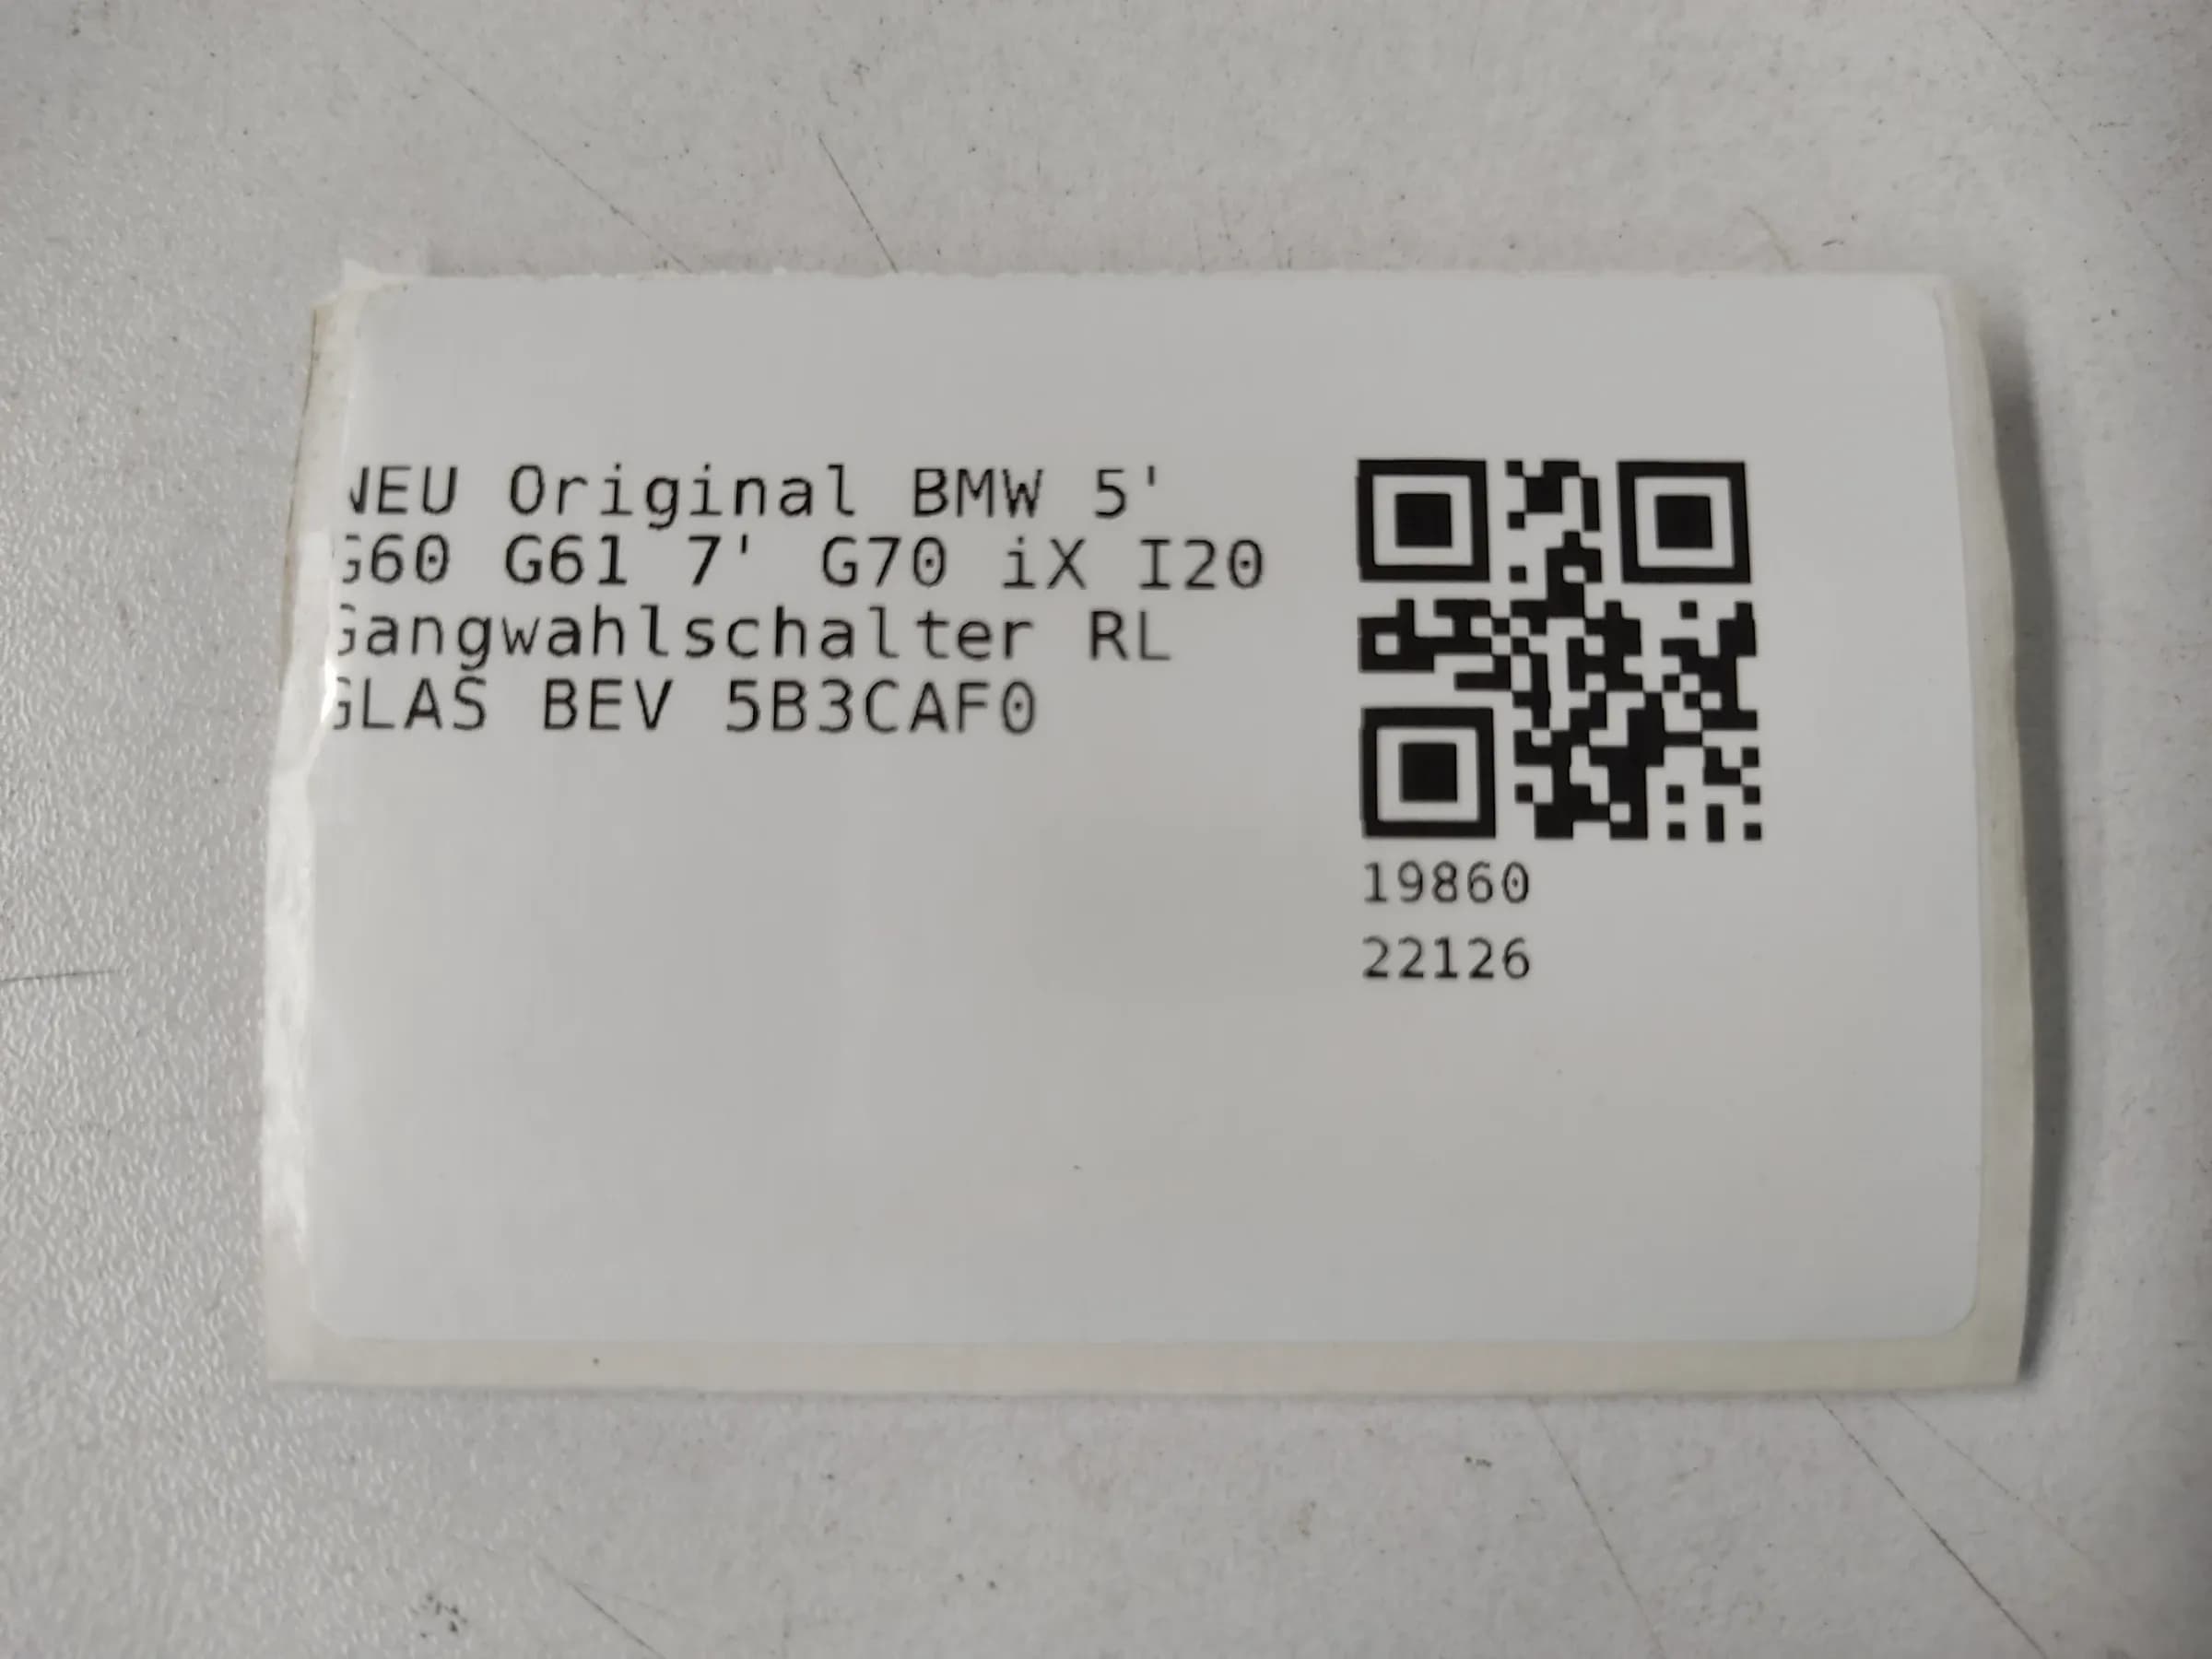 NEU Original BMW 5'
G60 G61 7' G70 iX I20
Gangwahlschalter RL
GLAS BEV 5B3CAF0
19860
22126